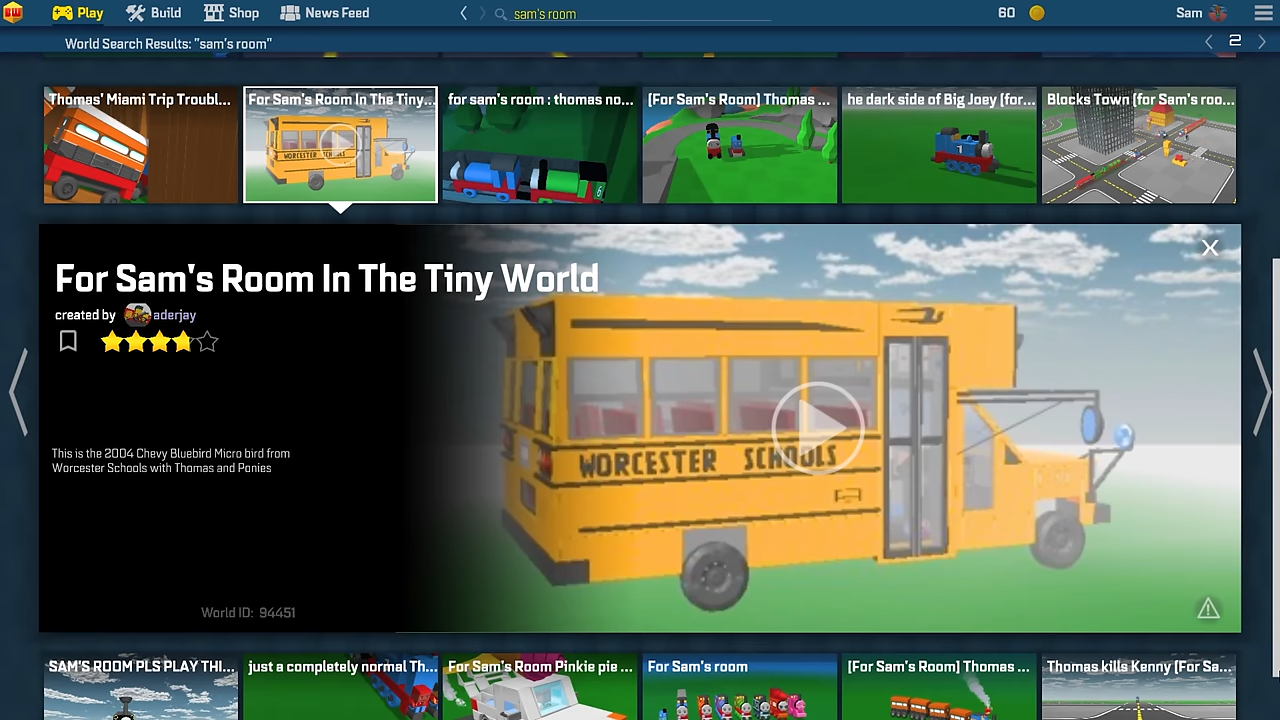 Play Build Shop News Feed sam's room 60 Sam
World Search Results: "sam's room" 2
Thomas' Miami Trip Troubl... For Sam's Room In The Tiny... for sam's room : thomas no... [For Sam's Room] Thomas ... he dark side of Big Joey [for... Blocks Town [for Sam's roo...
For Sam's Room In The Tiny World
created by aderjay
This is the 2004 Chevy Bluebird Micro bird from
Worcester Schools with Thomas and Ponies
WORCESTER SCHOOLS
World ID: 94451
SAM'S ROOM PLS PLAY THI... just a completely normal Th... For Sam's Room Pinkie pie ... For Sam's room [For Sam's Room] Thomas ... Thomas kills Kenny [For Sa...